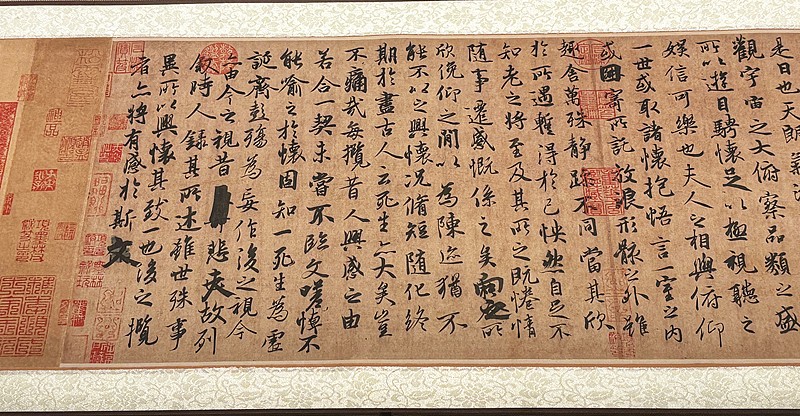 是日也天朗氣
觀宇宙之大俯察品類之盛
所以遊目騁懷足以極視聽之
娛信可樂也夫人之相與俯仰
一世或取諸懷抱悟言一室之內
或因寄所託放浪形骸之外雖
趣舍萬殊靜躁不同當其欣
於所遇暫得於己怏然自足不
知老之將至及其所之既惓情
隨事遷感慨係之矣向之所
欣俛仰之間以為陳迹猶不
能不以之興懷況脩短隨化終
期於盡古人云死生亦大矣豈
不痛哉每攬昔人興感之由
若合一契未嘗不臨文嗟悼不
能喻之於懷固知一死生為虛
誕齊彭殤為妄作後之視今
亦由今之視昔悲夫故列
敘時人錄其所述雖世殊事
異所以興懷其致一也後之攬
者亦將有感於斯文